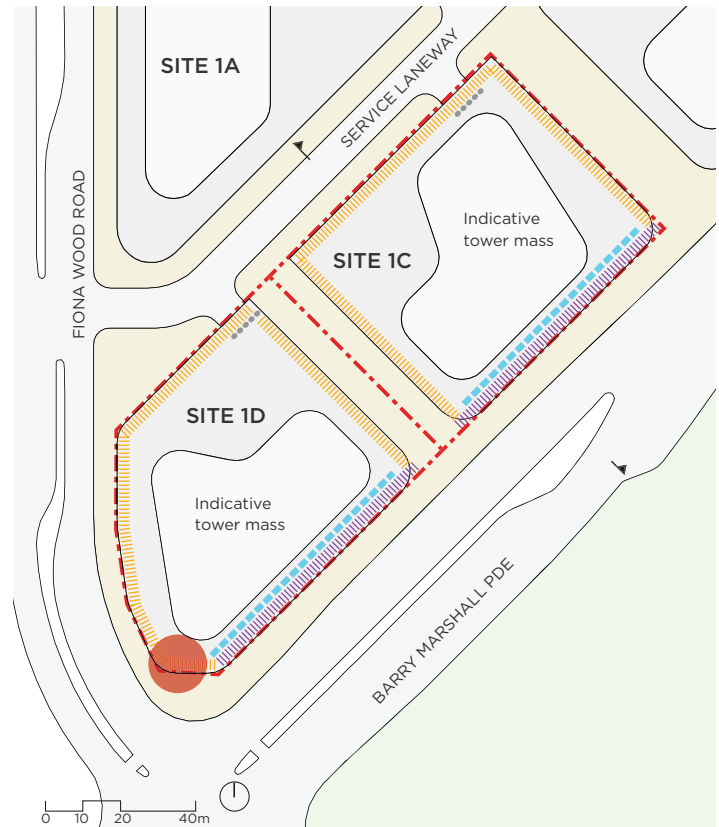 SITE 1A
SERVICE LANEWAY
FIONA WOOD ROAD
Indicative
tower mass
SITE 1C
SITE 1D
Indicative
tower mass
BARRY MARSHALL PDE
0 10 20 40m